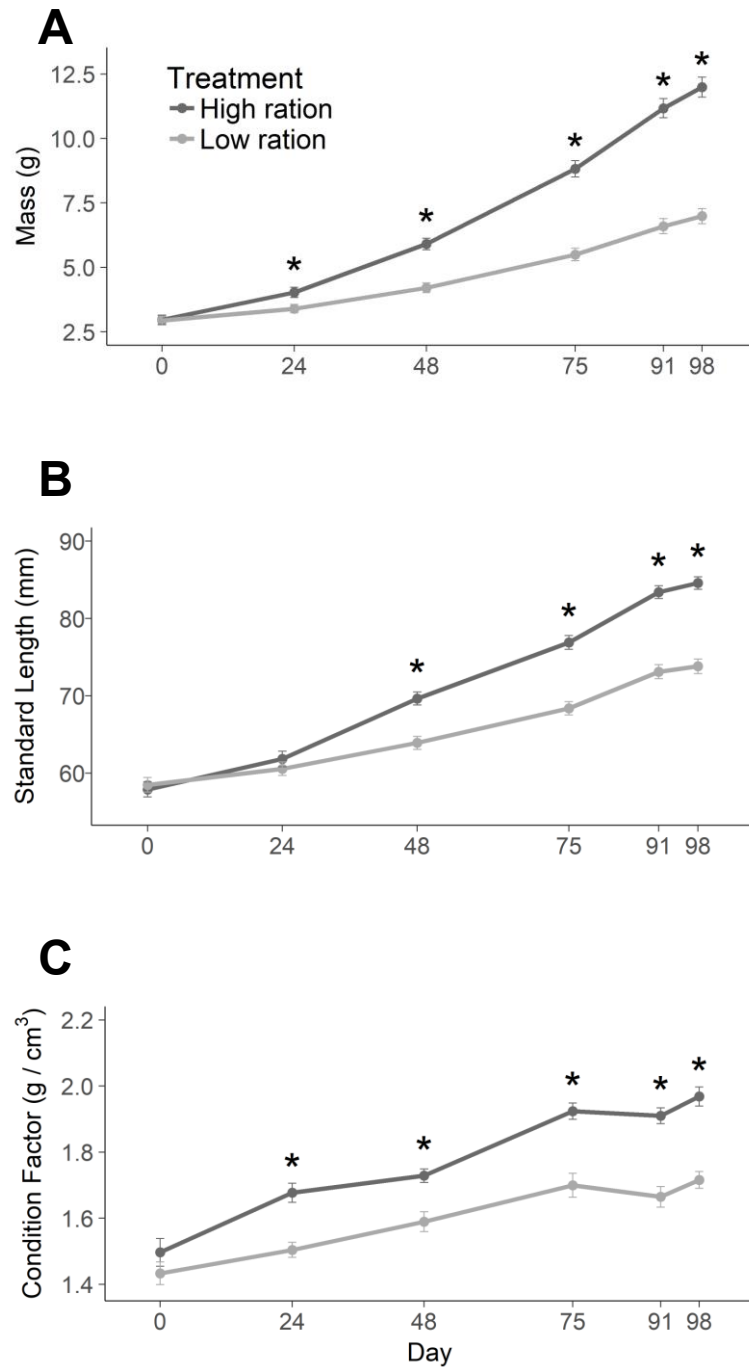 A
Mass (g)
12.5
10.0
7.5
5.0
2.5
Treatment
High ration
Low ration
* * * * *
0 24 48 75 91 98
B
Standard Length (mm)
90
80
70
60
* * * *
0 24 48 75 91 98
C
Condition Factor (g / cm³)
2.2
2.0
1.8
1.6
1.4
* * * * *
0 24 48 75 91 98
Day